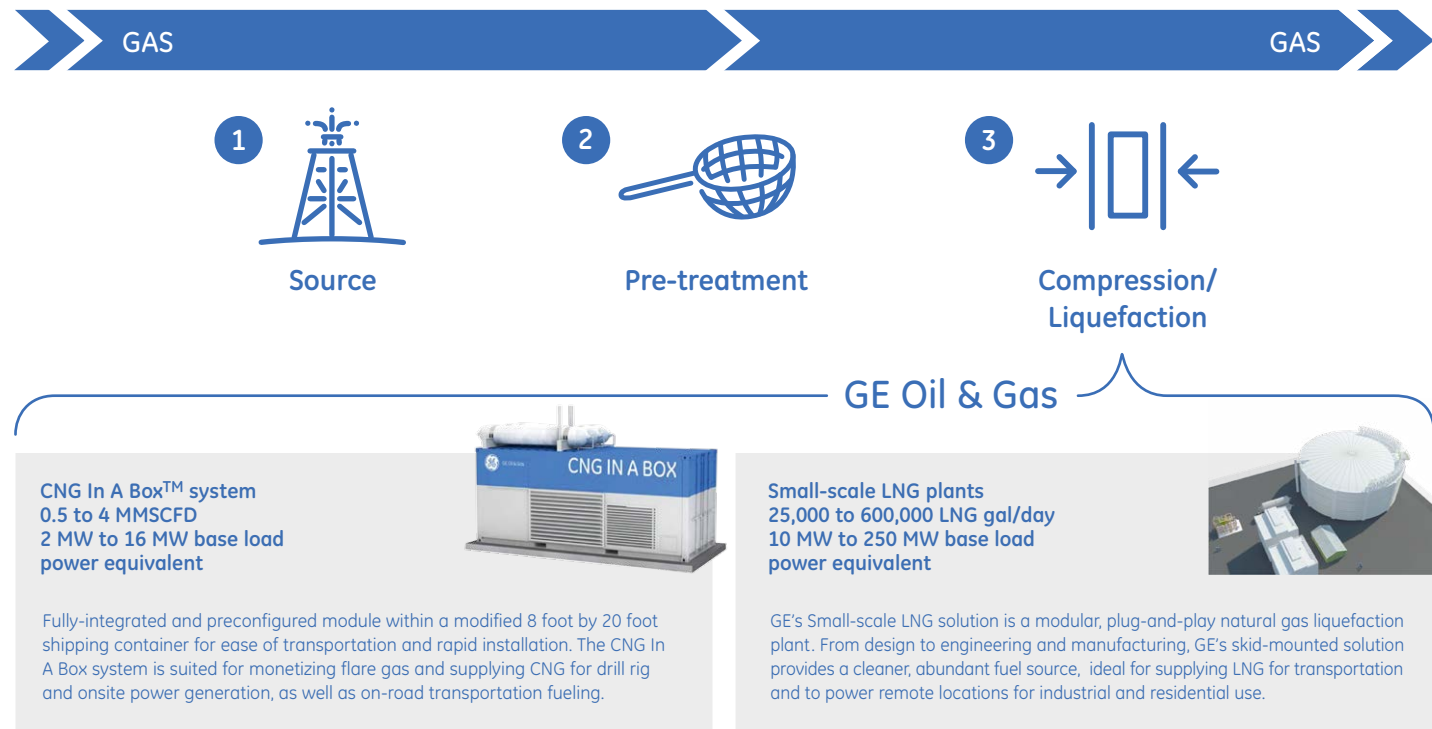 GAS
GAS
1
2
3
Source
Pre-treatment
Compression/
Liquefaction
GE Oil & Gas
CNG IN A BOX
CNG In A Box™ system
0.5 to 4 MMSCFD
2 MW to 16 MW base load
power equivalent
Fully-integrated and preconfigured module within a modified 8 foot by 20 foot
shipping container for ease of transportation and rapid installation. The CNG In
A Box system is suited for monetizing flare gas and supplying CNG for drill rig
and onsite power generation, as well as on-road transportation fueling.
Small-scale LNG plants
25,000 to 600,000 LNG gal/day
10 MW to 250 MW base load
power equivalent
GE's Small-scale LNG solution is a modular, plug-and-play natural gas liquefaction
plant. From design to engineering and manufacturing, GE's skid-mounted solution
provides a cleaner, abundant fuel source, ideal for supplying LNG for transportation
and to power remote locations for industrial and residential use.